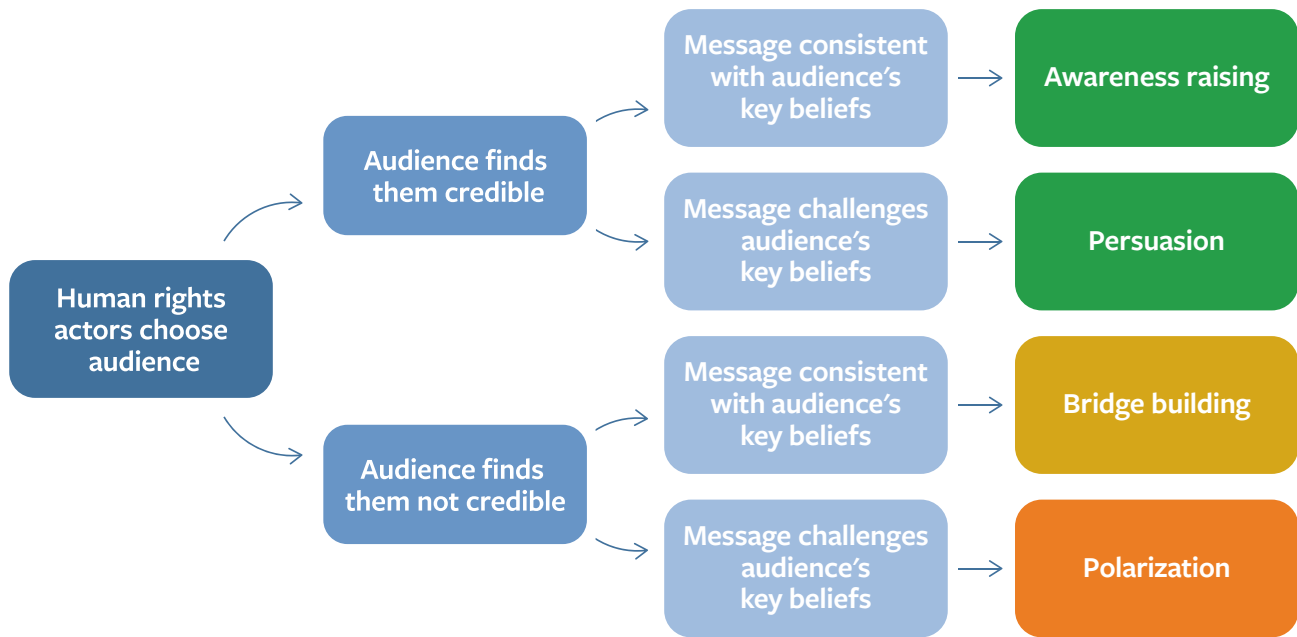 Human rights
actors choose
audience
Audience finds
them credible
Message consistent
with audience's
key beliefs
Awareness raising
Message challenges
audience's
key beliefs
Persuasion
Audience finds
them not credible
Message consistent
with audience's
key beliefs
Bridge building
Message challenges
audience's
key beliefs
Polarization